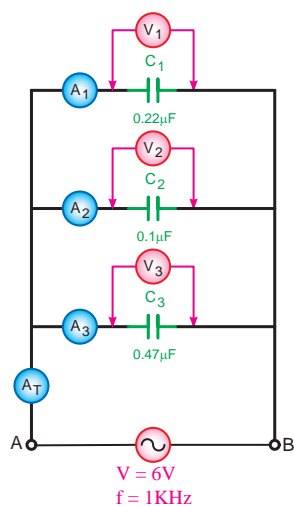 V1
A1
C1
0.22μF
V2
A2
C2
0.1μF
V3
A3
C3
0.47μF
AT
A
B
V = 6V
f = 1KHz